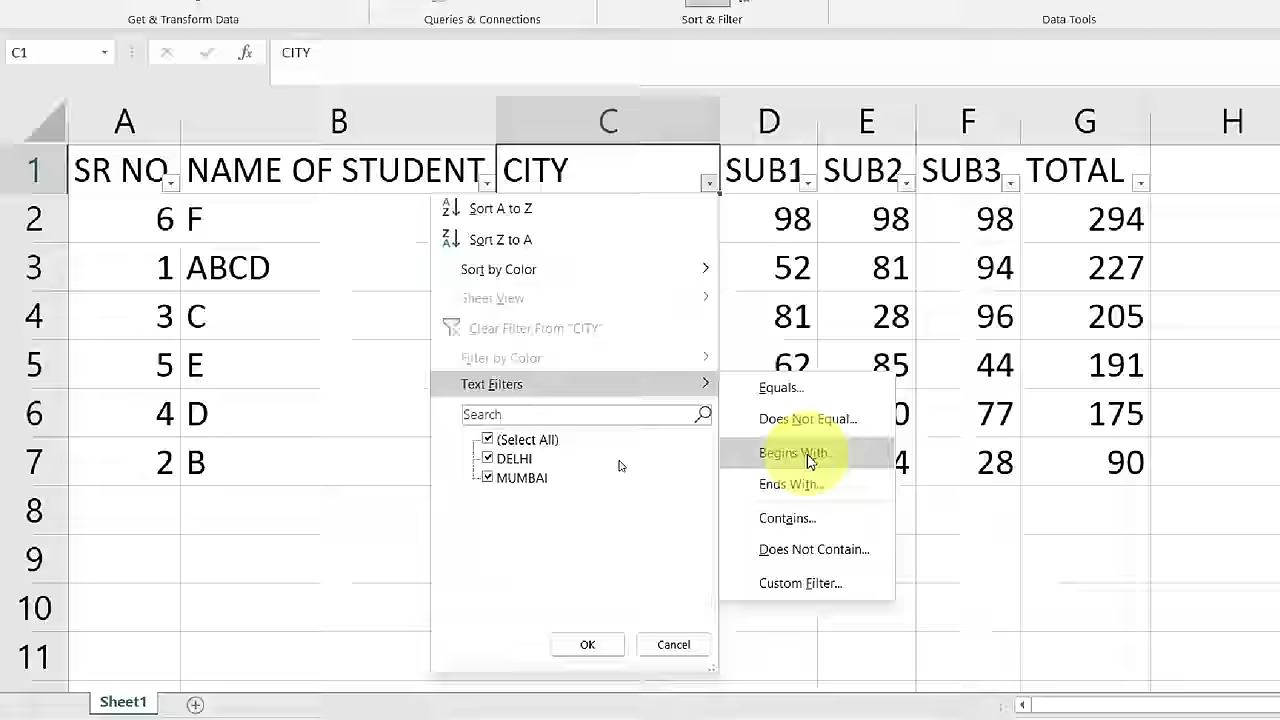 Get & Transform Data Queries & Connections Sort & Filter Data Tools
C1 fx CITY
A B C D E F G H
1 SR NO NAME OF STUDENT CITY SUB1 SUB2 SUB3 TOTAL
2 6 F 98 98 98 294
3 1 ABCD 52 81 94 227
4 3 C 81 28 96 205
5 5 E 62 85 44 191
6 4 D 77 175
7 2 B 28 90
8
9
10
11
Sort A to Z
Sort Z to A
Sort by Color
Sheet View
Clear Filter From "CITY"
Filter by Color
Text Filters
Search
(Select All)
DELHI
MUMBAI
OK Cancel
Equals...
Does Not Equal...
Begins With...
Ends With...
Contains...
Does Not Contain...
Custom Filter...
Sheet1